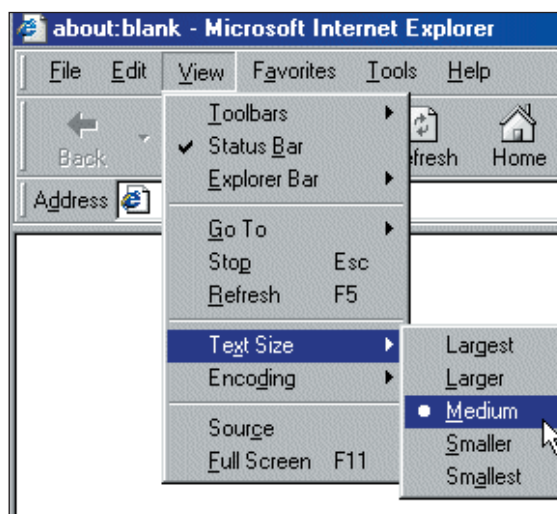 about:blank - Microsoft Internet Explorer
File Edit View Favorites Tools Help
Back Home
Address
Toolbars
✔ Status Bar
Explorer Bar
Go To
Stop Esc
Refresh F5
Text Size
Encoding
Source
Full Screen F11
Largest
Larger
Medium
Smaller
Smallest